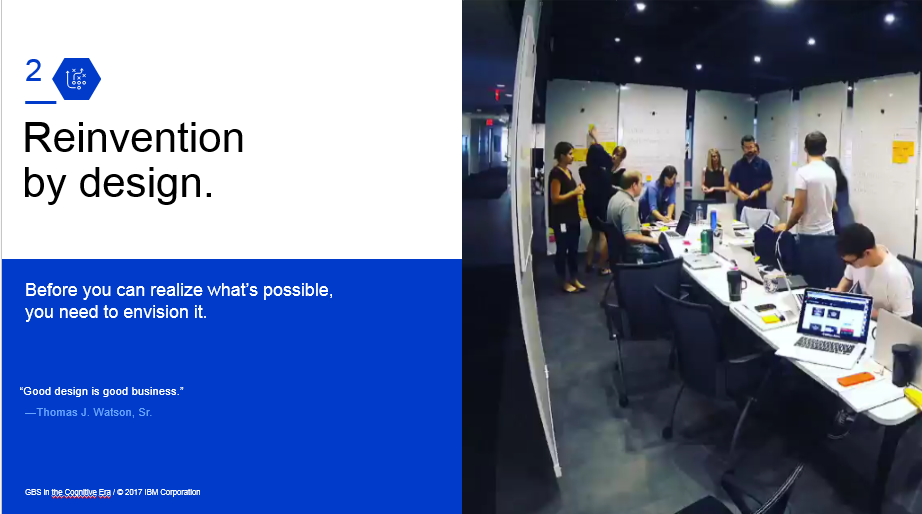 2
Reinvention
by design.
Before you can realize what's possible,
you need to envision it.
“Good design is good business.”
—Thomas J. Watson, Sr.
GBS in the Cognitive Era / © 2017 IBM Corporation